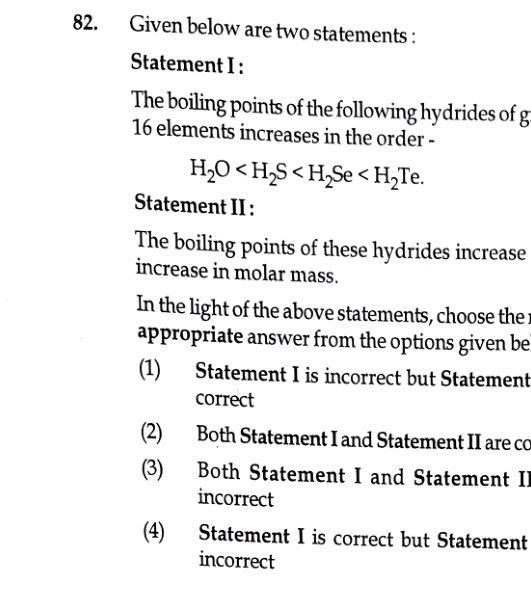 82. Given below are two statements :
Statement I :
The boiling points of the following hydrides of
16 elements increases in the order -
H₂O < H₂S < H₂Se < H₂Te.
Statement II :
The boiling points of these hydrides increase
increase in molar mass.
In the light of the above statements, choose the
appropriate answer from the options given
(1) Statement I is incorrect but Statement
correct
(2) Both Statement I and Statement II are
(3) Both Statement I and Statement
incorrect
(4) Statement I is correct but Statement
incorrect